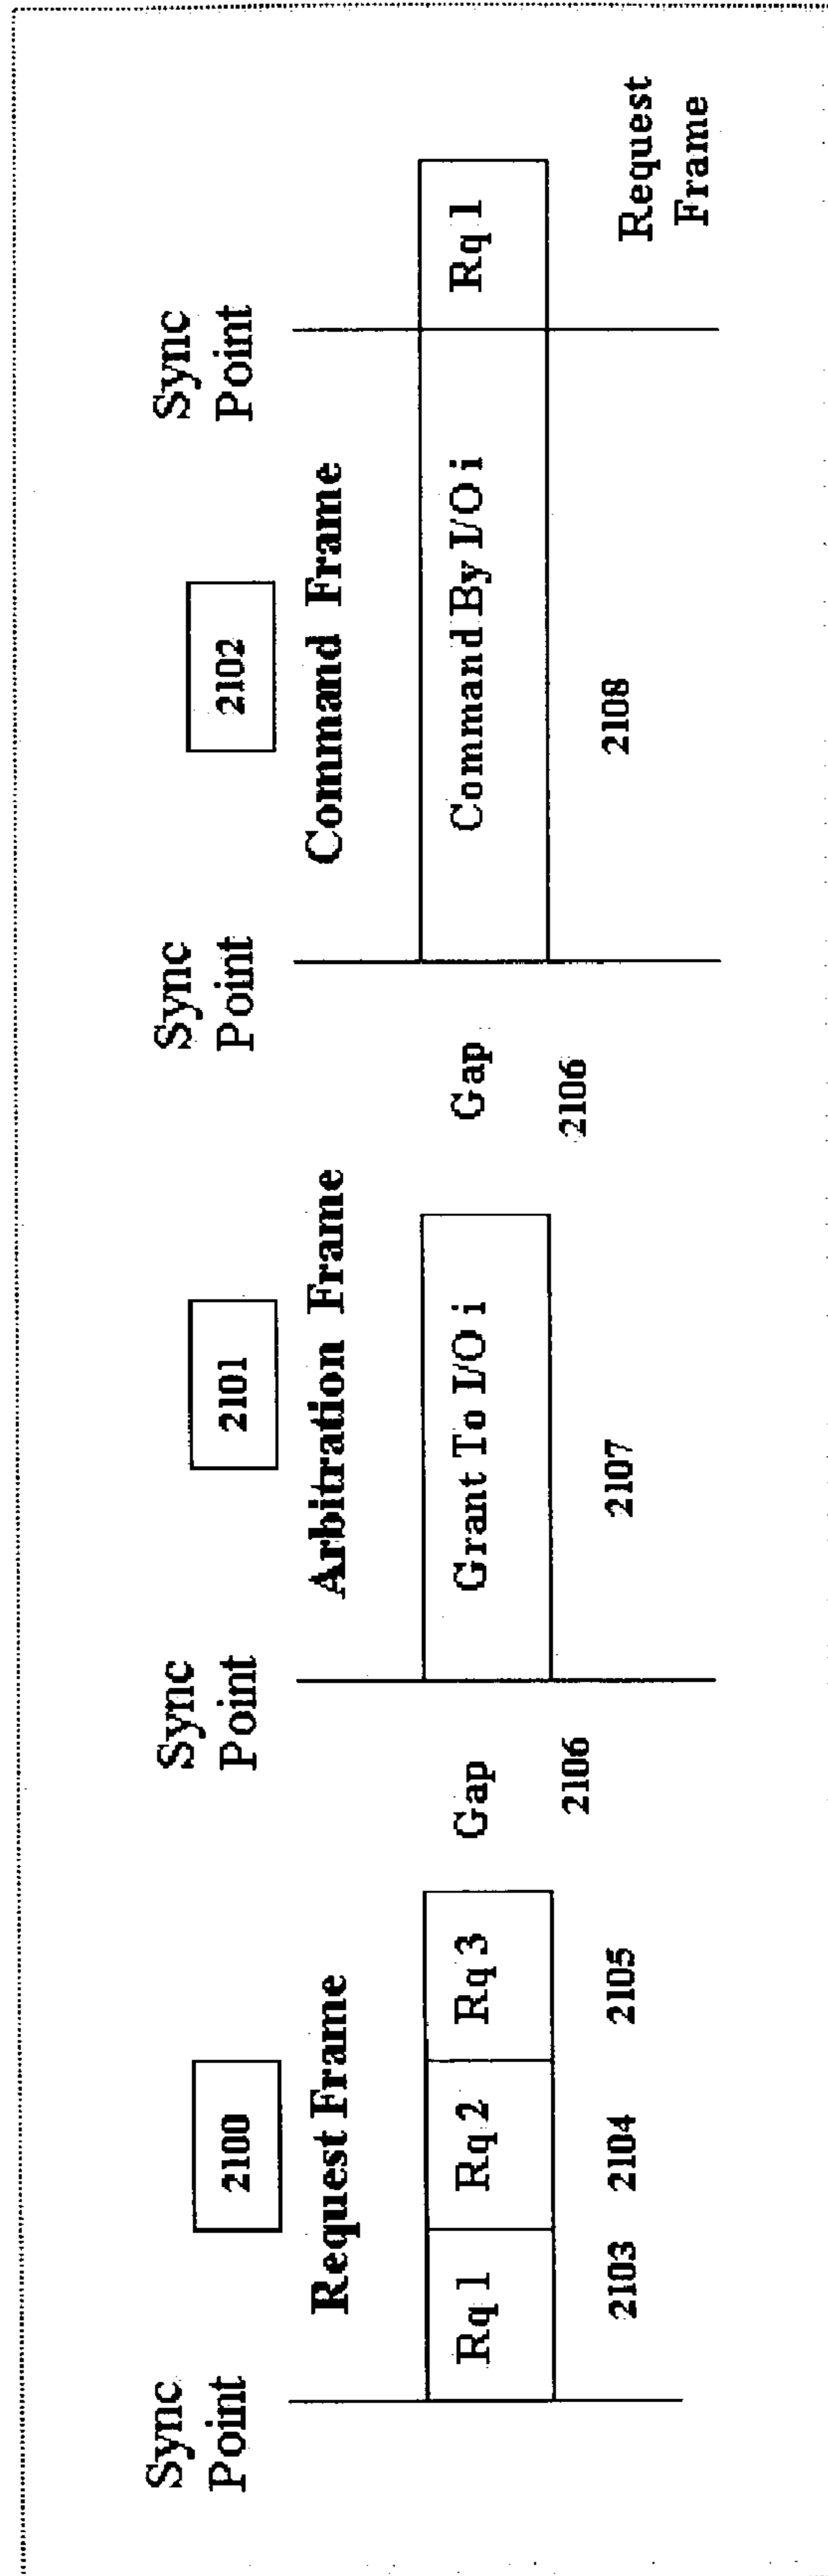 Sync
Point
2100
Request Frame
Rq 1
Rq 2
Rq 3
2103
2104
2105
Gap
2106
Sync
Point
2101
Arbitration Frame
Grant To I/O i
2107
Gap
2106
Sync
Point
2102
Command Frame
Command By I/O i
2108
Sync
Point
Rq 1
Request
Frame